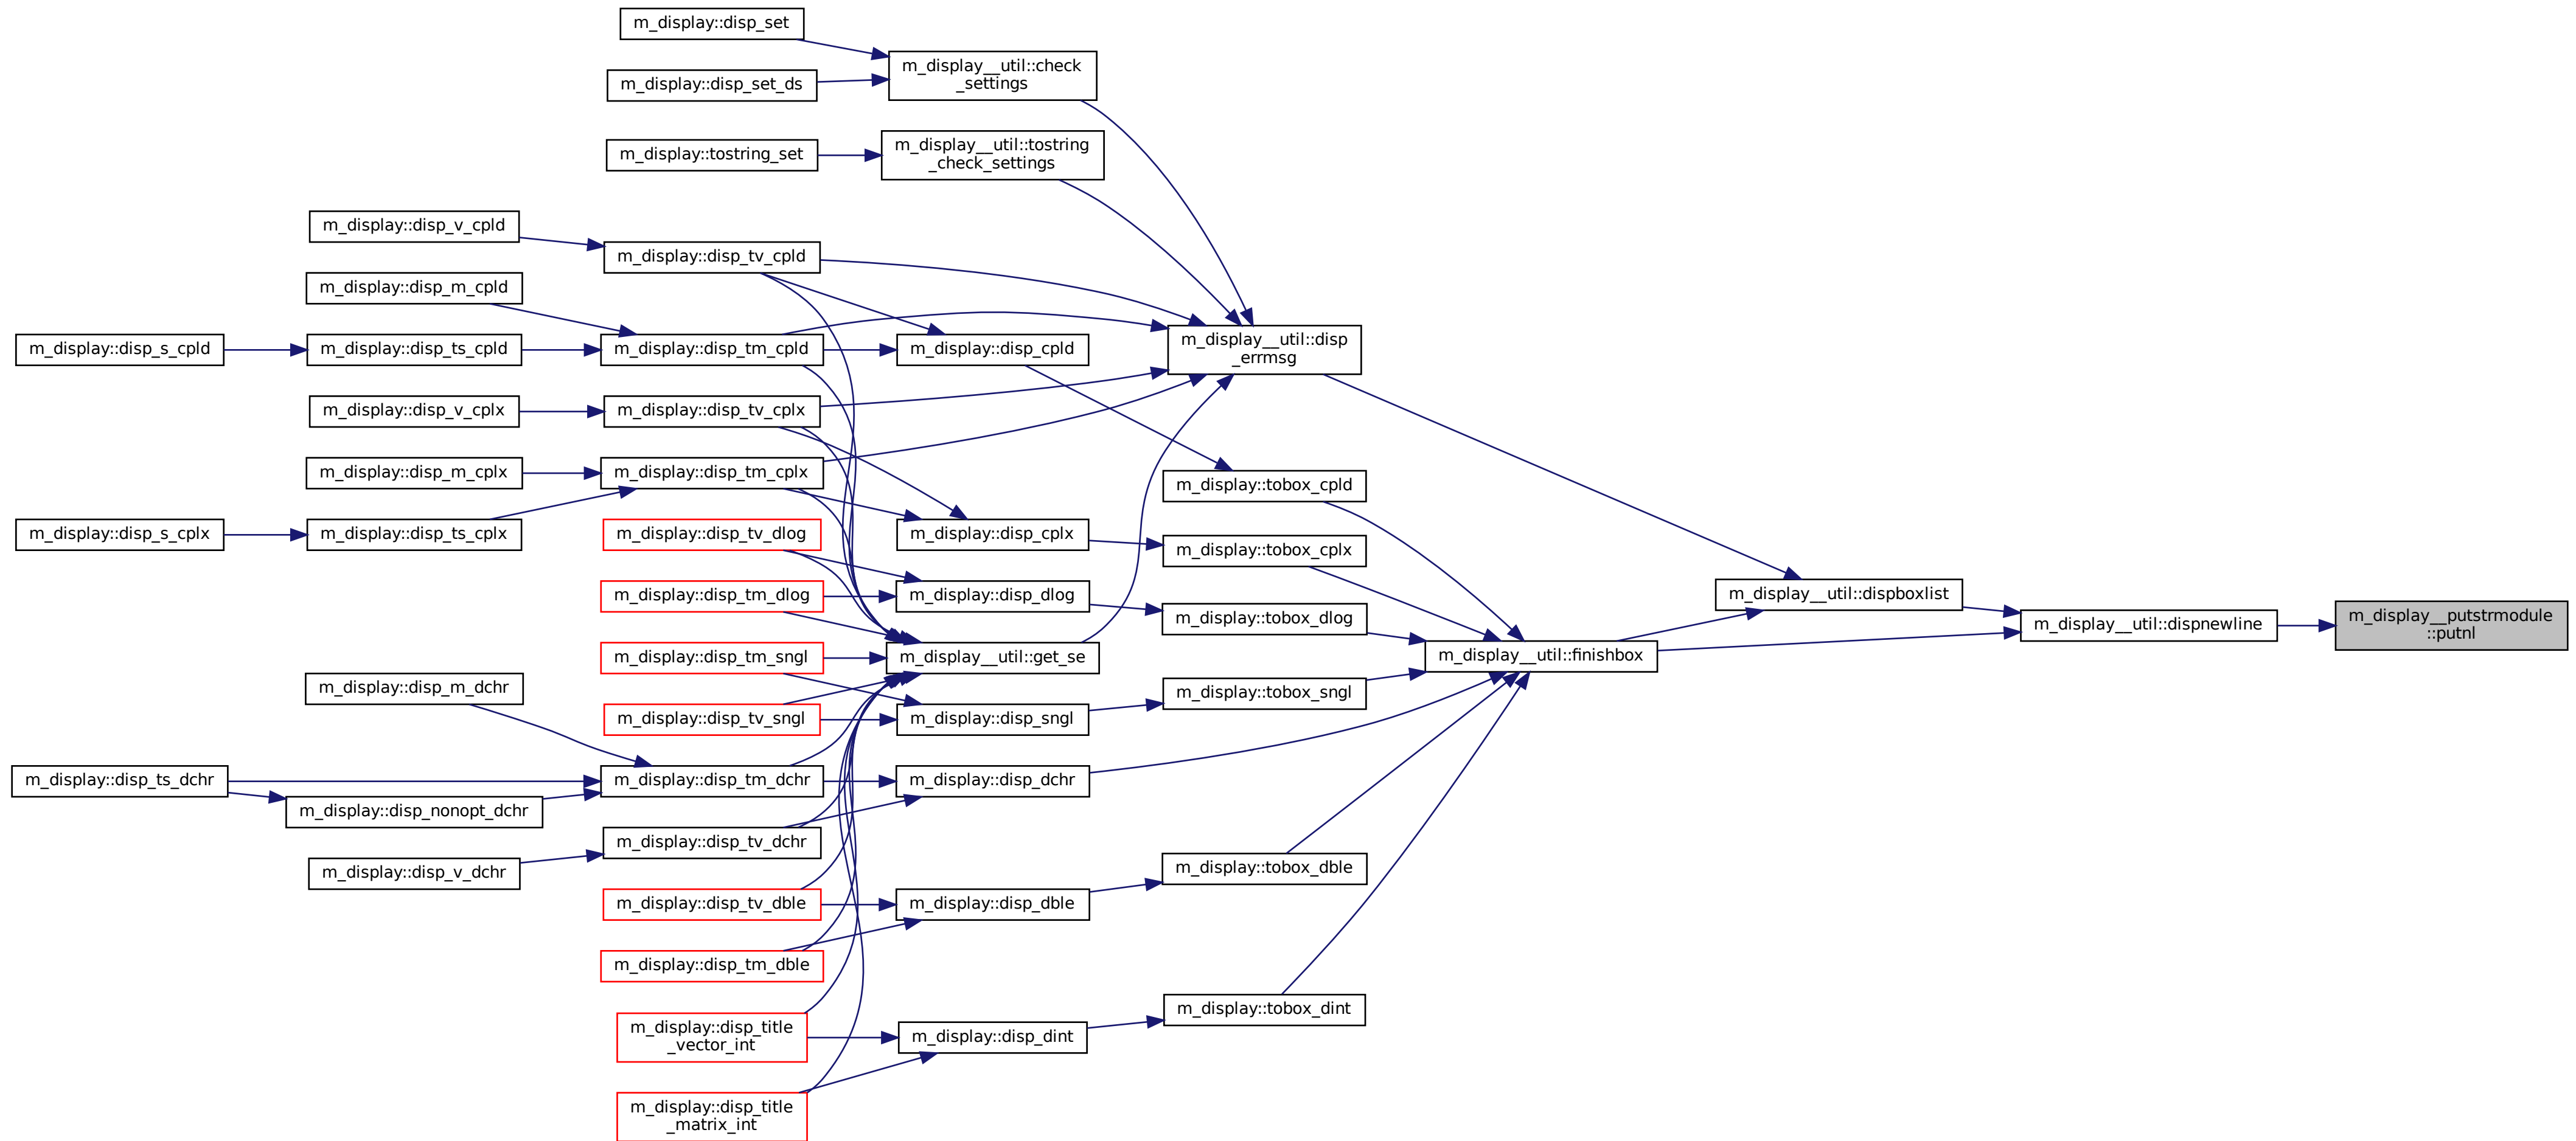 m_display::disp_set
m_display__util::check
_settings
m_display::disp_set_ds
m_display::tostring_set
m_display__util::tostring
_check_settings
m_display::disp_v_cpld
m_display::disp_tv_cpld
m_display::disp_m_cpld
m_display::disp_s_cpld
m_display::disp_ts_cpld
m_display::disp_tm_cpld
m_display::disp_cpld
m_display__util::disp
_errmsg
m_display::disp_v_cplx
m_display::disp_tv_cplx
m_display::disp_m_cplx
m_display::disp_tm_cplx
m_display::tobox_cpld
m_display::disp_s_cplx
m_display::disp_ts_cplx
m_display::disp_tv_dlog
m_display::disp_cplx
m_display::tobox_cplx
m_display::disp_tm_dlog
m_display::disp_dlog
m_display::tobox_dlog
m_display__util::dispboxlist
m_display__util::dispnewline
m_display__putstrmodule
::putnl
m_display::disp_tm_sngl
m_display__util::get_se
m_display__util::finishbox
m_display::disp_m_dchr
m_display::disp_tv_sngl
m_display::disp_sngl
m_display::tobox_sngl
m_display::disp_ts_dchr
m_display::disp_nonopt_dchr
m_display::disp_tm_dchr
m_display::disp_dchr
m_display::disp_tv_dchr
m_display::disp_v_dchr
m_display::tobox_dble
m_display::disp_tv_dble
m_display::disp_dble
m_display::disp_tm_dble
m_display::tobox_dint
m_display::disp_title
_vector_int
m_display::disp_dint
m_display::disp_title
_matrix_int